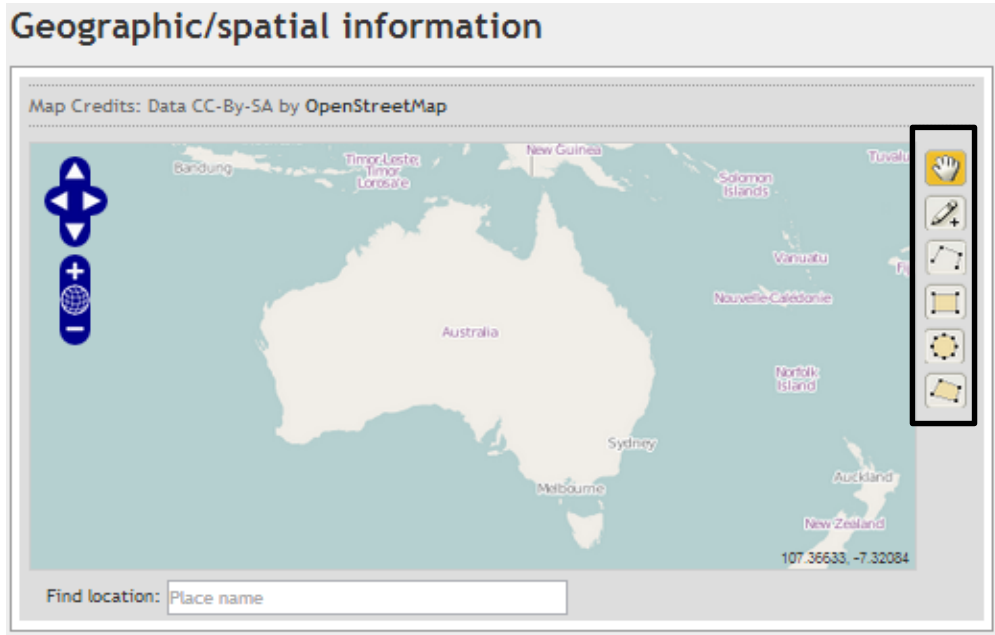 Geographic/spatial information
Map Credits: Data CC-By-SA by OpenStreetMap
New Guinea
Tuvalu
Bandung
Timor-Leste;
Timor
Lorosa'e
Solomon
Islands
Vanuatu
Fij
Nouvelle-Calédonie
Australia
Norfolk
Island
Sydney
Melbourne
Auckland
New Zealand
107.36633, -7.32084
Find location: Place name